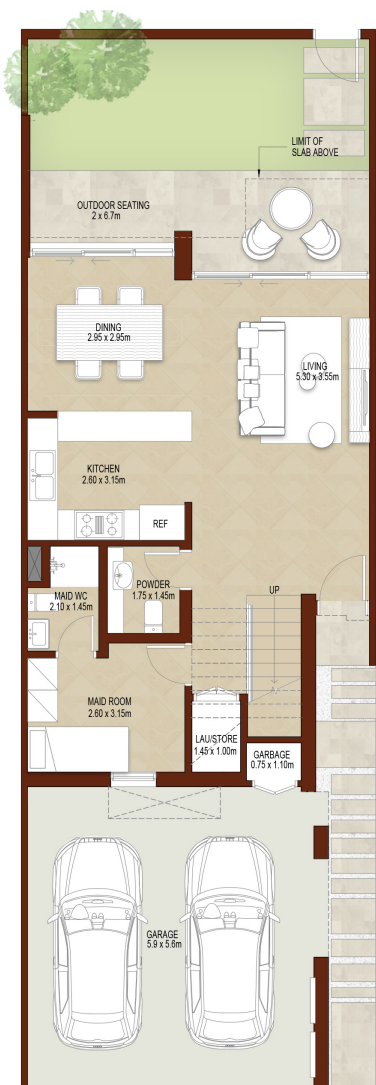 LIMIT OF
SLAB ABOVE
OUTDOOR SEATING
2 x 6.7m
DINING
2.95 x 2.95m
LIVING
5.30 x 3.55m
KITCHEN
2.60 x 3.15m
REF
POWDER
1.75 x 1.45m
MAID WC
2.10 x 1.45m
UP
MAID ROOM
2.60 x 3.15m
LAU/STORE
1.45 x 1.00m
GARBAGE
0.75 x 1.10m
GARAGE
5.9 x 5.6m